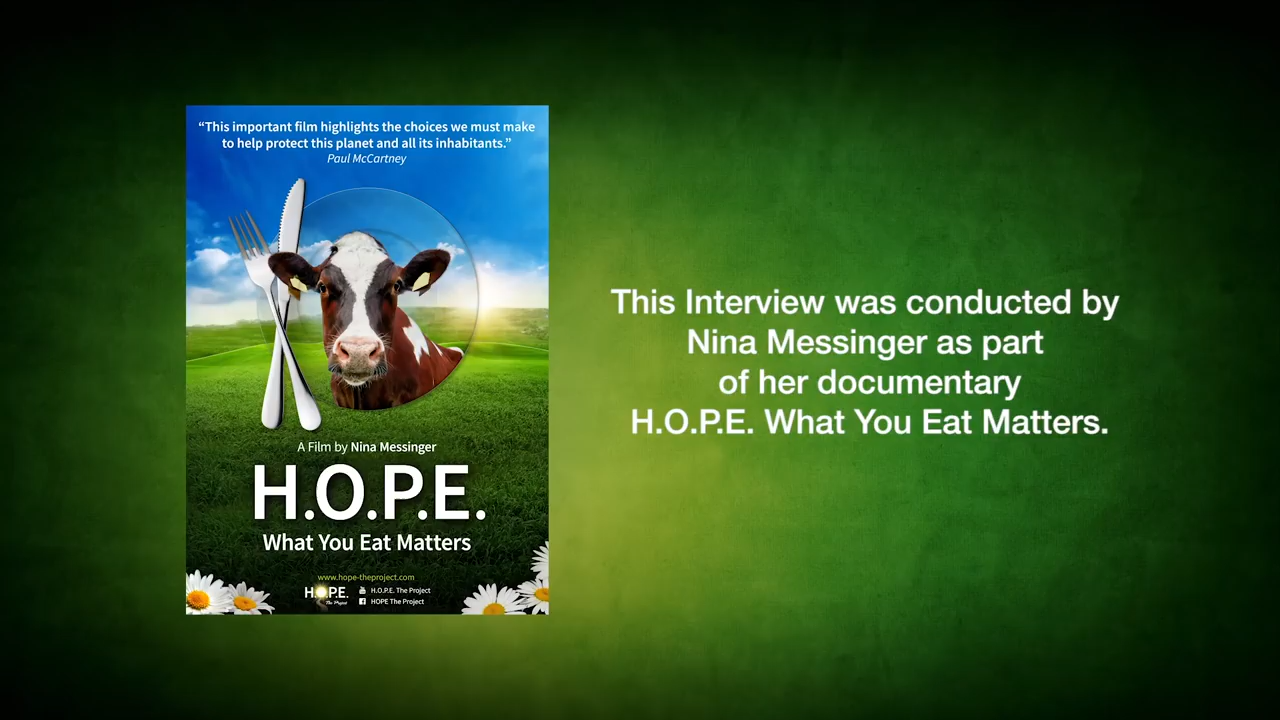 “This important film highlights the choices we must make
to help protect this planet and all its inhabitants.”
Paul McCartney
A Film by Nina Messinger
H.O.P.E.
What You Eat Matters
www.hope-theproject.com
H.O.P.E.
The Project
H.O.P.E. The Project
HOPE The Project
This Interview was conducted by
Nina Messinger as part
of her documentary
H.O.P.E. What You Eat Matters.